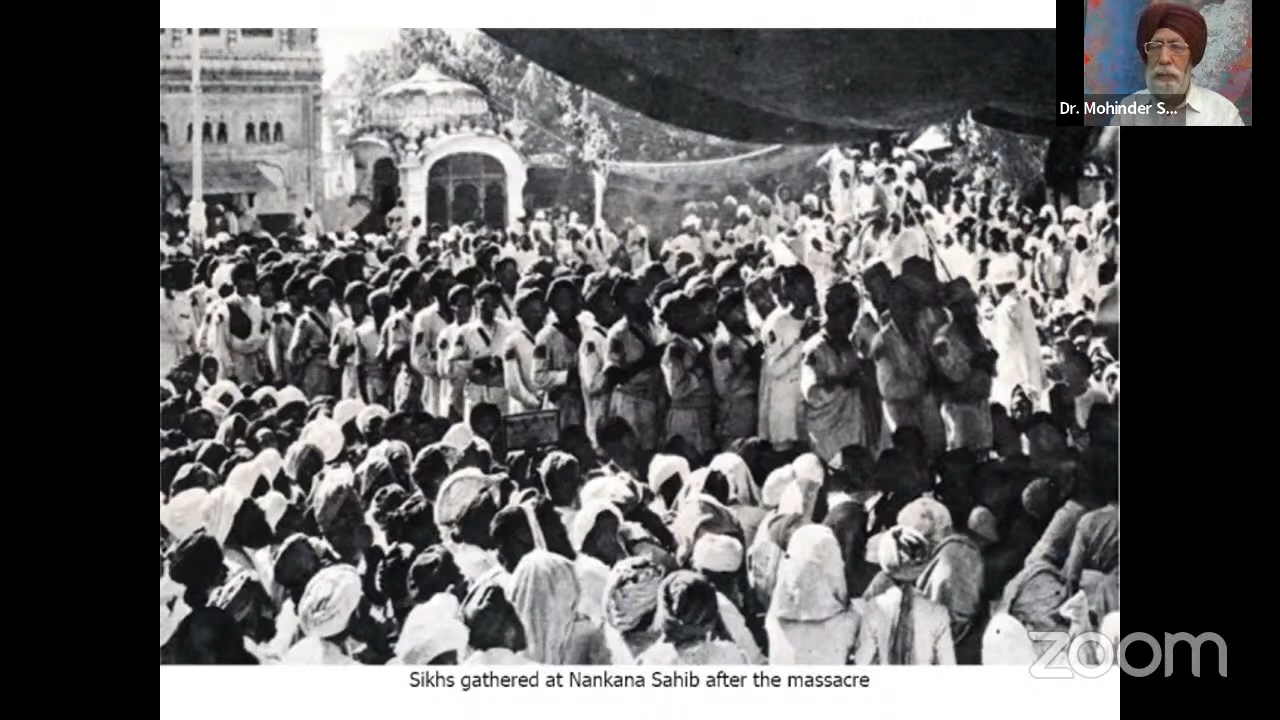 Dr. Mohinder S...
Sikhs gathered at Nankana Sahib after the massacre
zoom